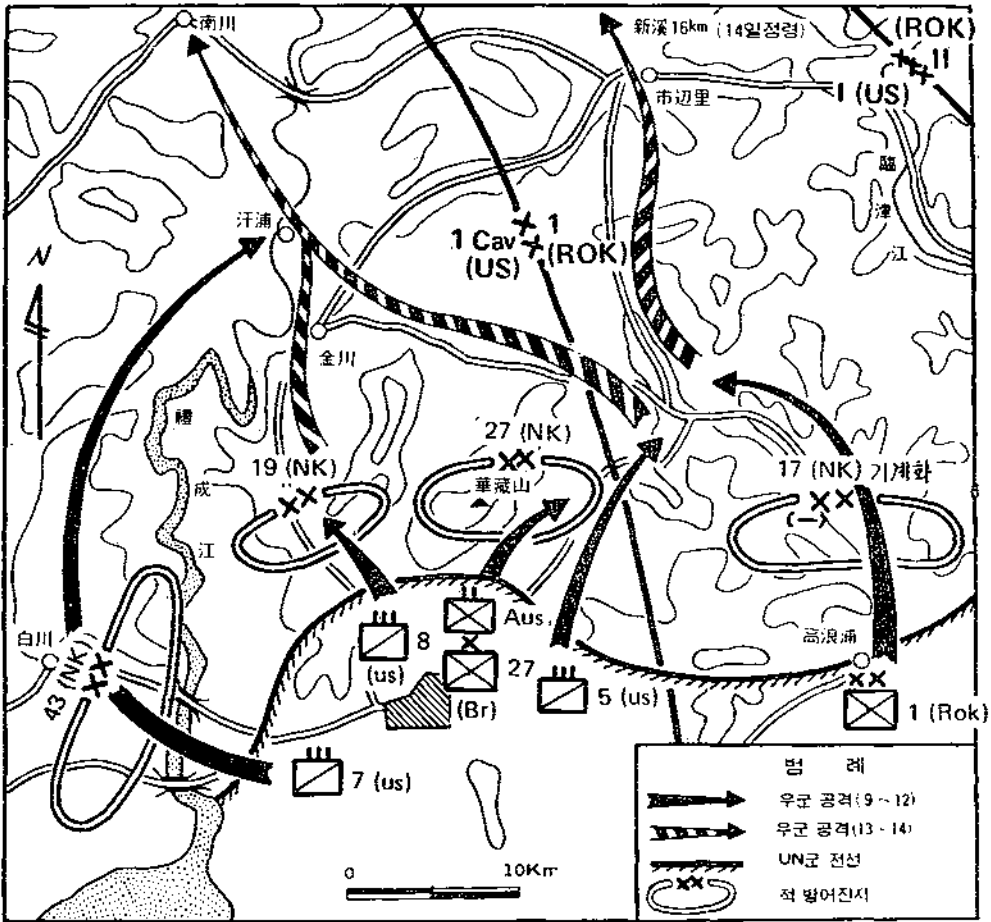 南川
新溪 16km (14일점령)
(ROK)
11
I (US)
市辺里
臨
津
江
汗浦
1 Cav
(US)
1
(ROK)
N
金川
禮
成
江
19 (NK)
27 (NK)
華藏山
17 (NK) 기계화
(-)
白川
43 (NK)
高浪浦
8
(us)
Aus
27
(Br)
5 (us)
1 (Rok)
7 (us)
0 10Km
범 례
우군 공격(9~12)
우군 공격(13~14)
UN군 전선
적 방어진지